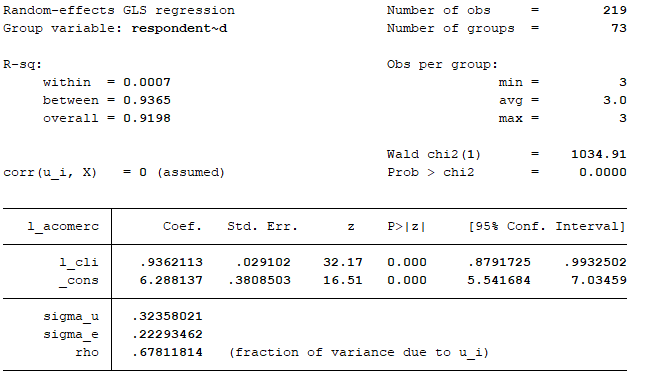 Random-effects GLS regression                   Number of obs      =       219
Group variable: respondent~d                    Number of groups   =        73
R-sq:                                           Obs per group:
within  = 0.0007                                min =         3
between = 0.9365                                avg =       3.0
overall = 0.9198                                max =         3
Wald chi2(1)       =   1034.91
corr(u_i, X)   = 0 (assumed)                    Prob > chi2        =    0.0000
l_acomerc       Coef.   Std. Err.      z    P>|z|     [95% Conf. Interval]
l_cli    .9362113    .029102    32.17   0.000     .8791725    .9932502
_cons    6.288137   .3808503    16.51   0.000     5.541684     7.03459
sigma_u   .32358021
sigma_e   .22293462
rho   .67811814   (fraction of variance due to u_i)